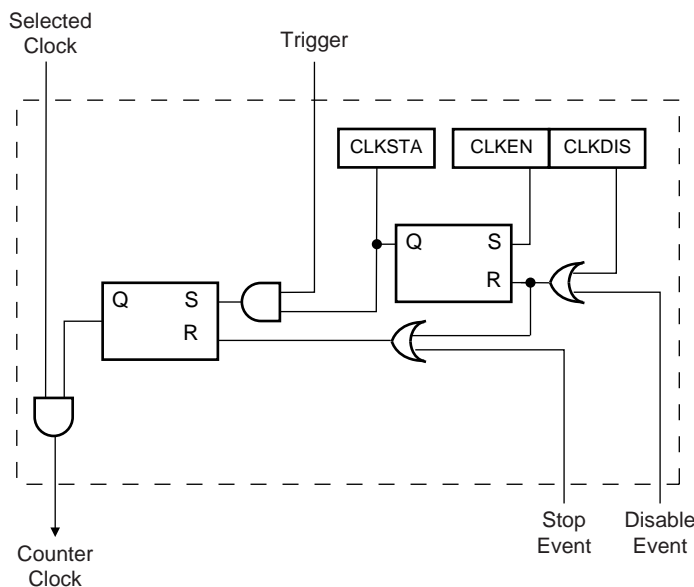 Selected
Clock
Trigger
CLKSTA
CLKEN
CLKDIS
Q
S
R
Q
S
R
Stop
Event
Disable
Event
Counter
Clock